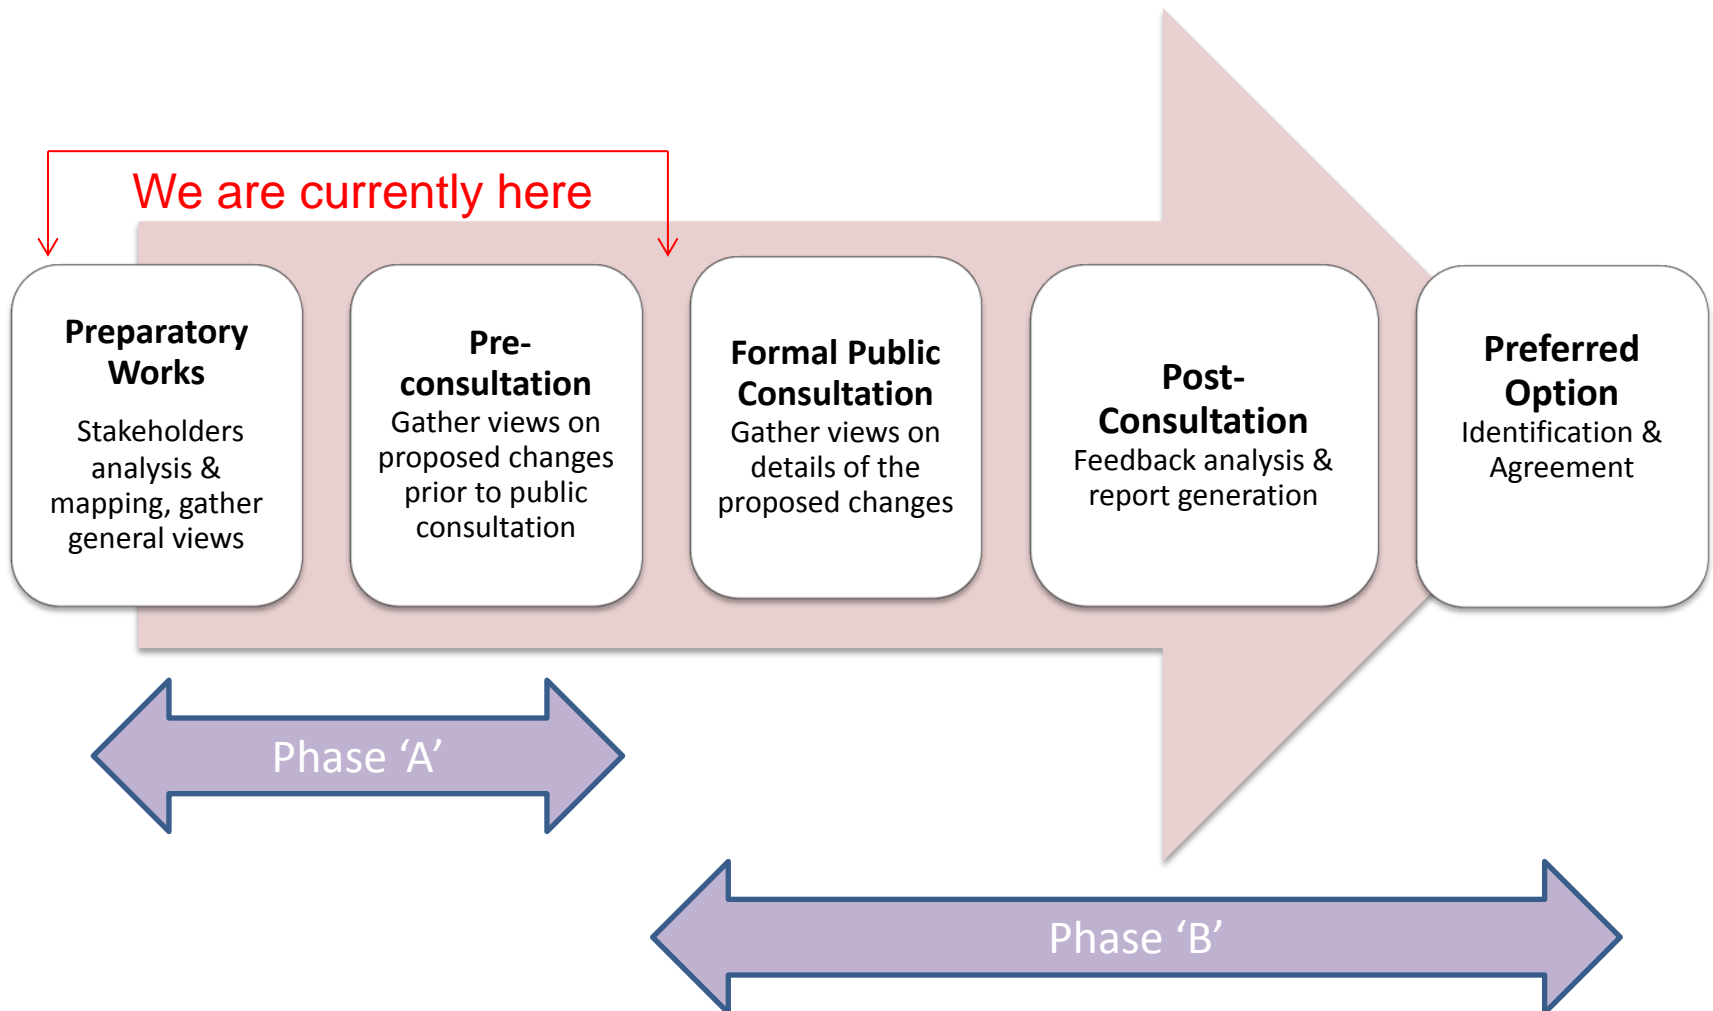 We are currently here
Preparatory
Works
Stakeholders
analysis &
mapping, gather
general views
Pre-
consultation
Gather views on
proposed changes
prior to public
consultation
Formal Public
Consultation
Gather views on
details of the
proposed changes
Post-
Consultation
Feedback analysis &
report generation
Preferred
Option
Identification &
Agreement
Phase ‘A’
Phase ‘B’